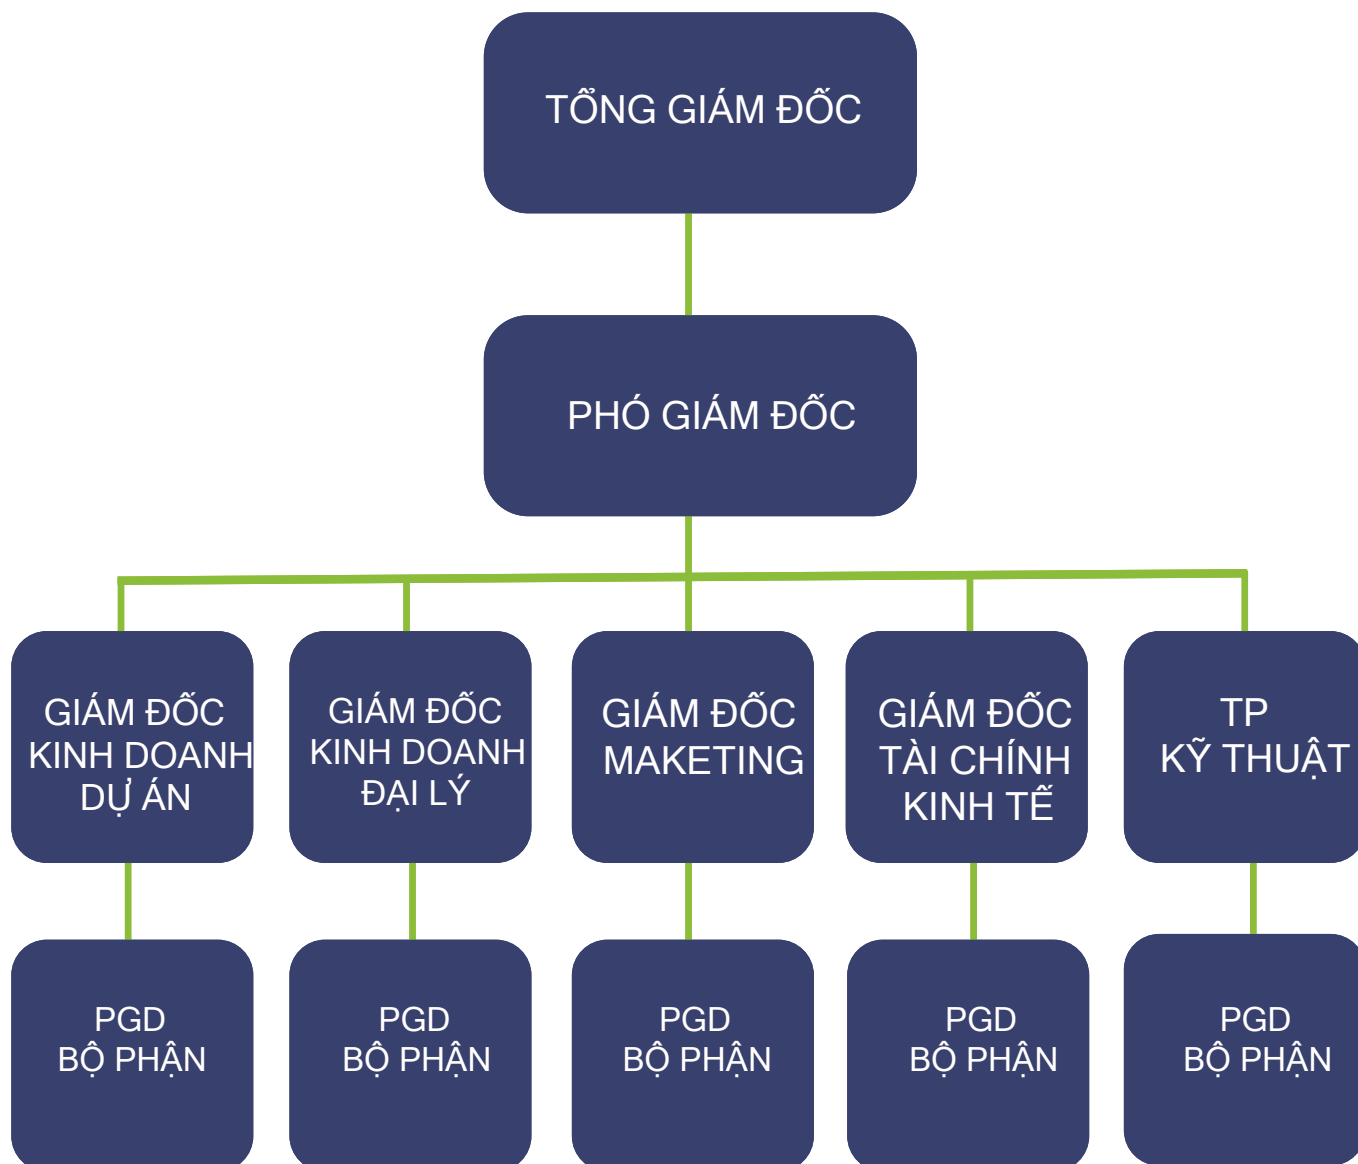 TỔNG GIÁM ĐỐC
PHÓ GIÁM ĐỐC
GIÁM ĐỐC
KINH DOANH
DỰ ÁN
GIÁM ĐỐC
KINH DOANH
ĐẠI LÝ
GIÁM ĐỐC
MAKETING
GIÁM ĐỐC
TÀI CHÍNH
KINH TẾ
TP
KỸ THUẬT
PGD
BỘ PHẬN
PGD
BỘ PHẬN
PGD
BỘ PHẬN
PGD
BỘ PHẬN
PGD
BỘ PHẬN